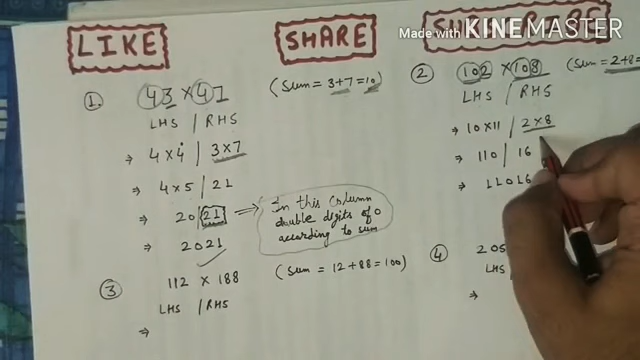 Made with KINEMASTER
LIKE
SHARE
① 43 × 47 (Sum = 3+7 = 10)
LHS / RHS
⇒ 4 × 4 / 3 × 7
⇒ 4 × 5 / 21
⇒ 20 / 21 ⇒ In this column double digits of 0 according to sum
⇒ 2021
② 102 × 108 (Sum = 2+8=
LHS / RHS
⇒ 10 × 11 / 2 × 8
⇒ 110 / 16
⇒ 11016
③ 112 × 188 (Sum = 12 + 88 = 100)
LHS / RHS
⇒
④ 205
LHS
⇒